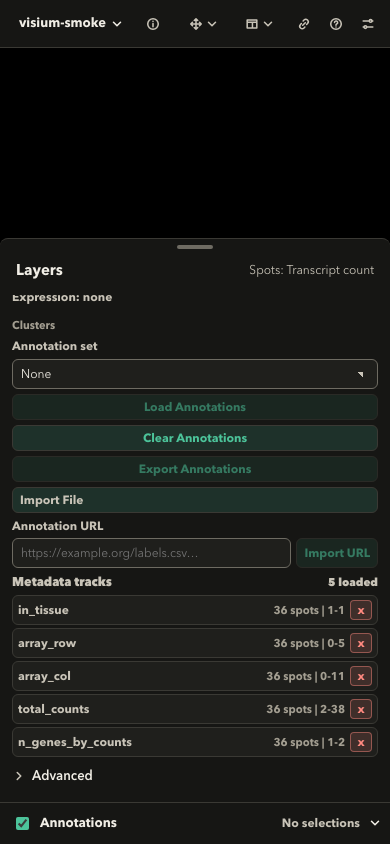 visium-smoke
Layers
Spots: Transcript count
Expression: none
Clusters
Annotation set
None
Load Annotations
Clear Annotations
Export Annotations
Import File
Annotation URL
https://example.org/labels.csv...
Import URL
Metadata tracks
5 loaded
in_tissue
36 spots | 1-1
x
array_row
36 spots | 0-5
x
array_col
36 spots | 0-11
x
total_counts
36 spots | 2-38
x
n_genes_by_counts
36 spots | 1-2
x
Advanced
Annotations
No selections